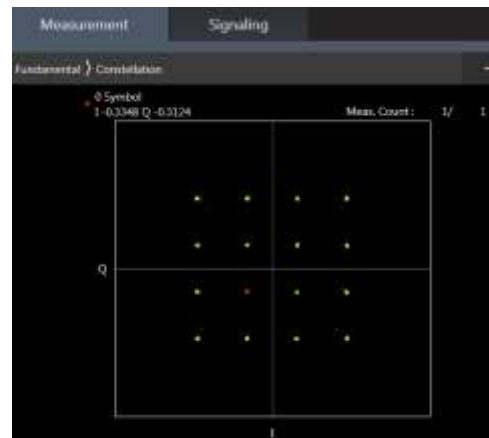 Measurement Signaling
Fundamental ⟩ Constellation
0 Symbol
I -0.3348 Q -0.3124 Meas. Count : 1/ 1
Q
I